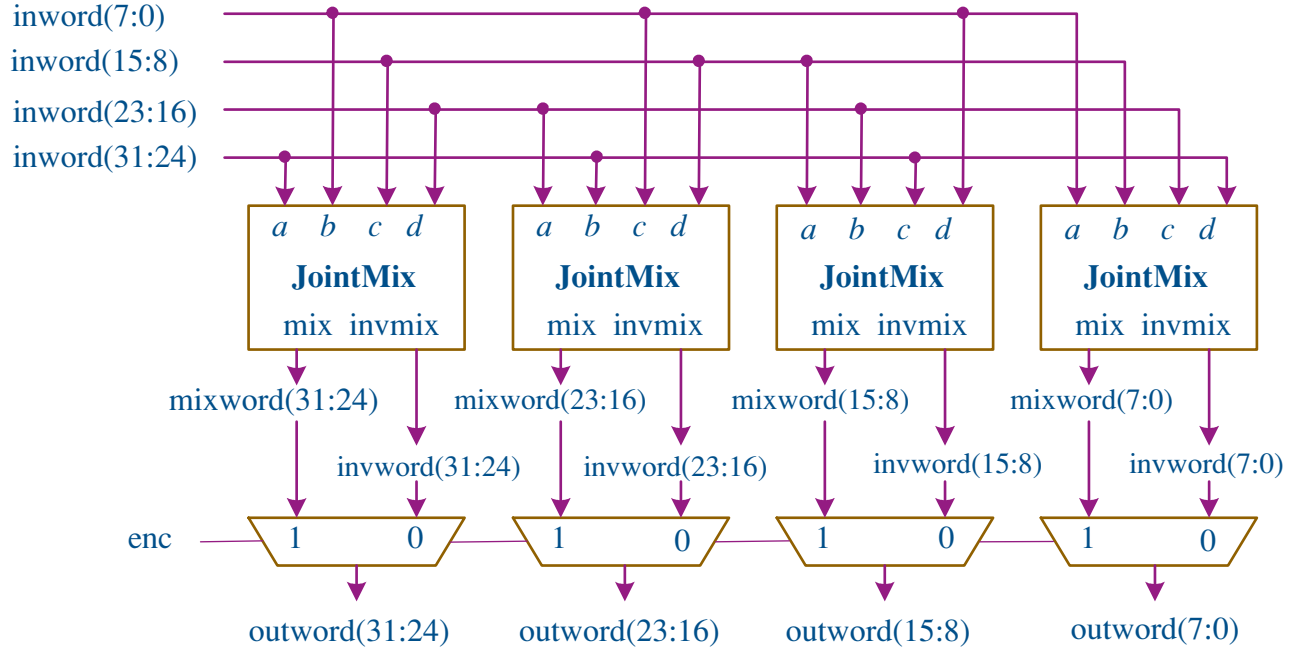 inword(7:0)
inword(15:8)
inword(23:16)
inword(31:24)
a b c d a b c d a b c d a b c d
JointMix JointMix JointMix JointMix
mix invmix mix invmix mix invmix mix invmix
mixword(31:24) mixword(23:16) mixword(15:8) mixword(7:0)
invword(31:24) invword(23:16) invword(15:8) invword(7:0)
enc 1 0 1 0 1 0 1 0
outword(31:24) outword(23:16) outword(15:8) outword(7:0)